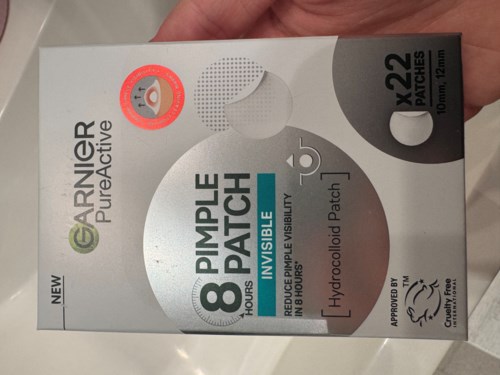 NEW
GARNIER
PureActive
8
HOURS
PIMPLE
PATCH
INVISIBLE
REDUCE PIMPLE VISIBILITY
IN 8 HOURS*
[Hydrocolloid Patch]
x22
PATCHES
10mm, 12mm
APPROVED BY
TM
Cruelty Free
INTERNATIONAL